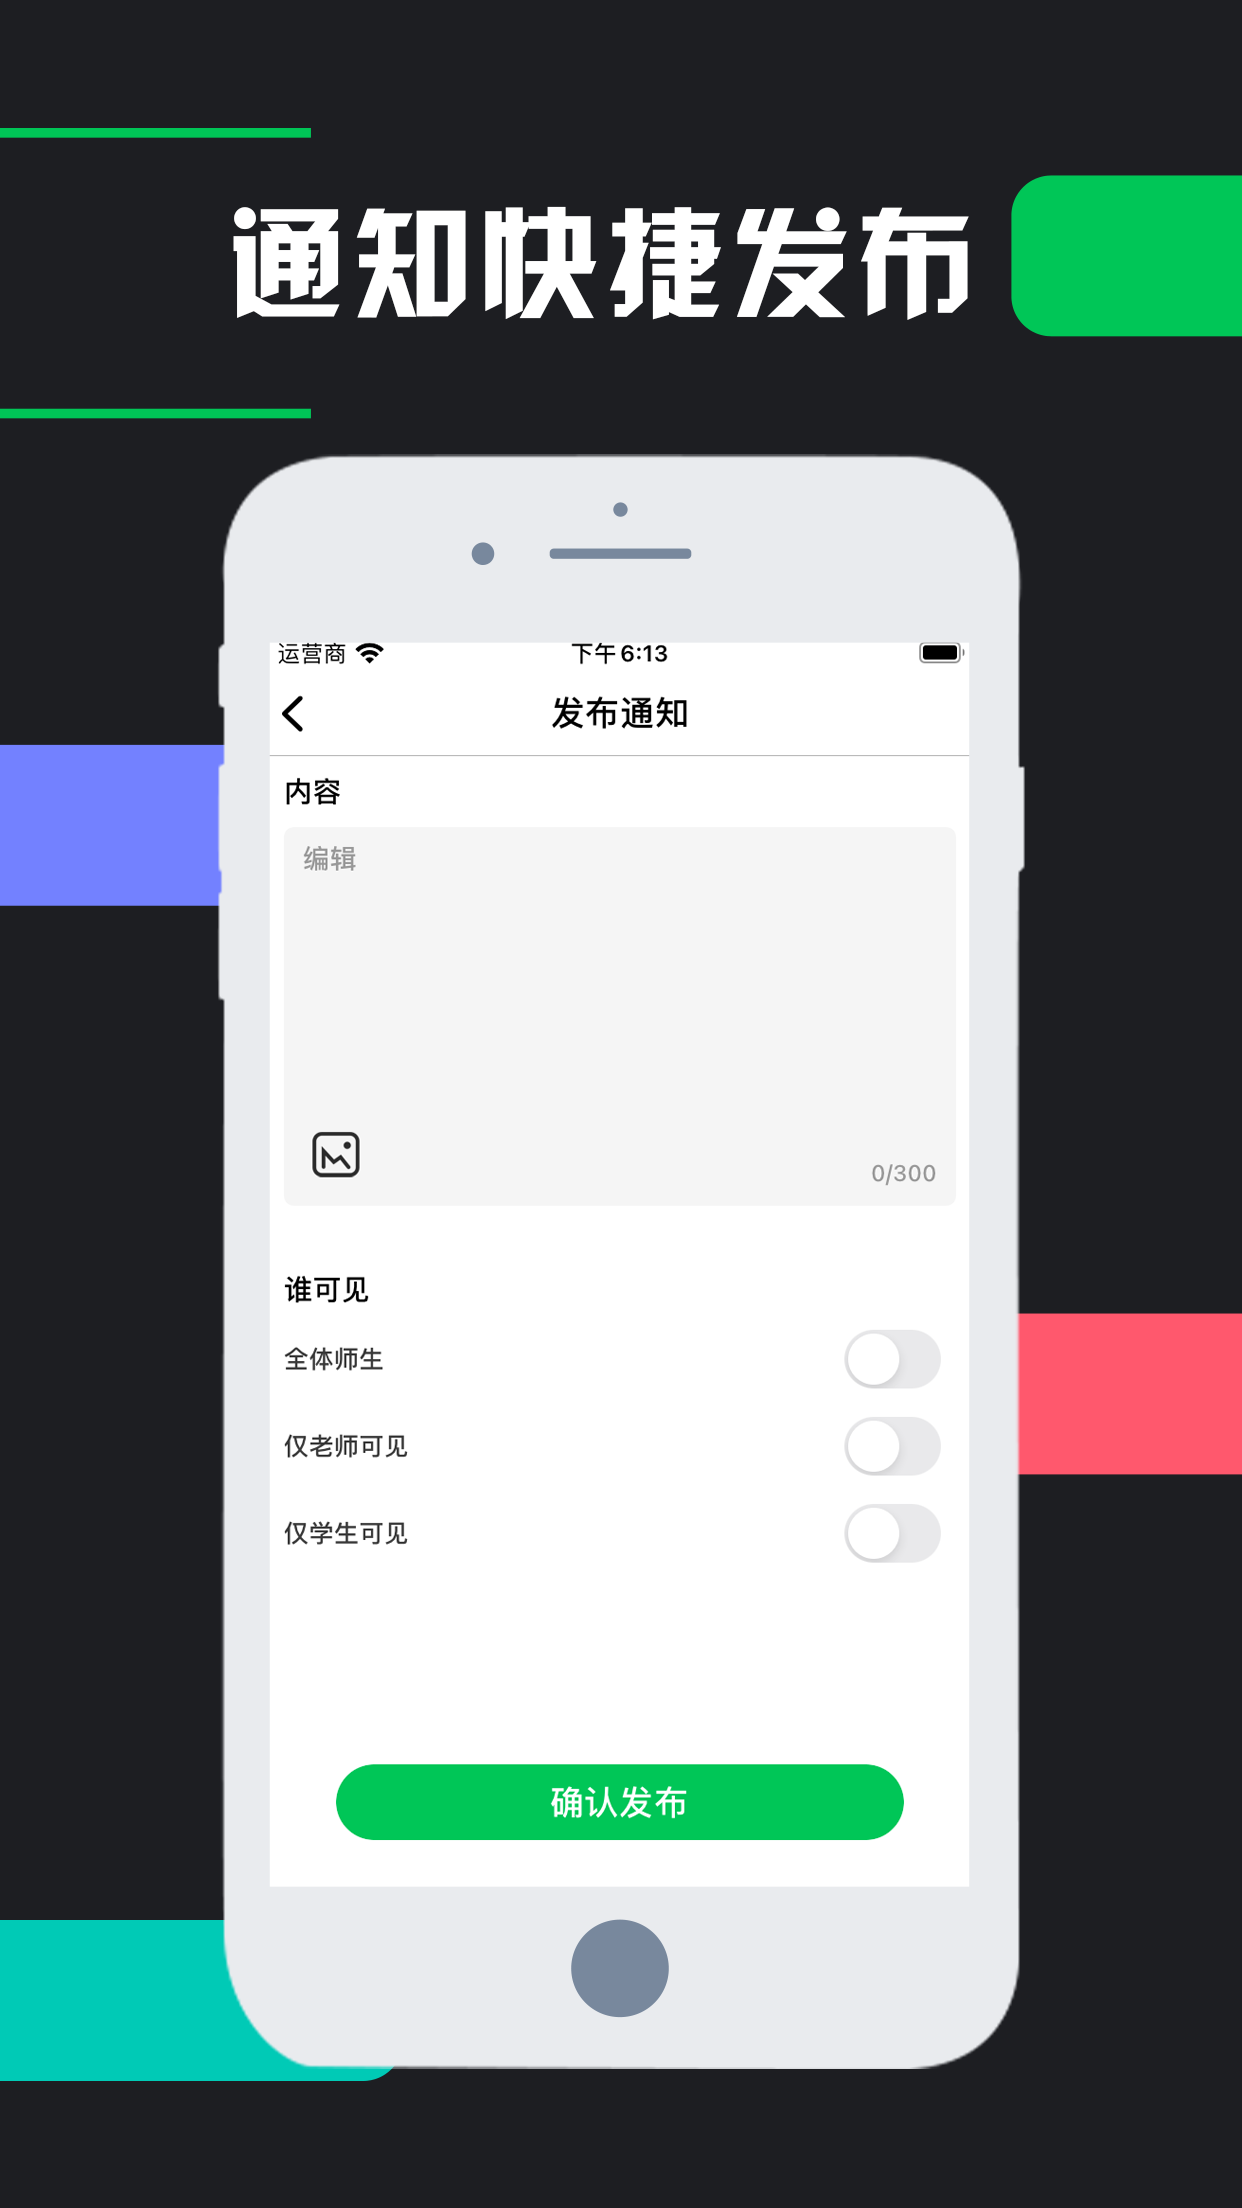 通知快捷发布
运营商 下午6:13
发布通知
内容
编辑
0/300
谁可见
全体师生
仅老师可见
仅学生可见
确认发布